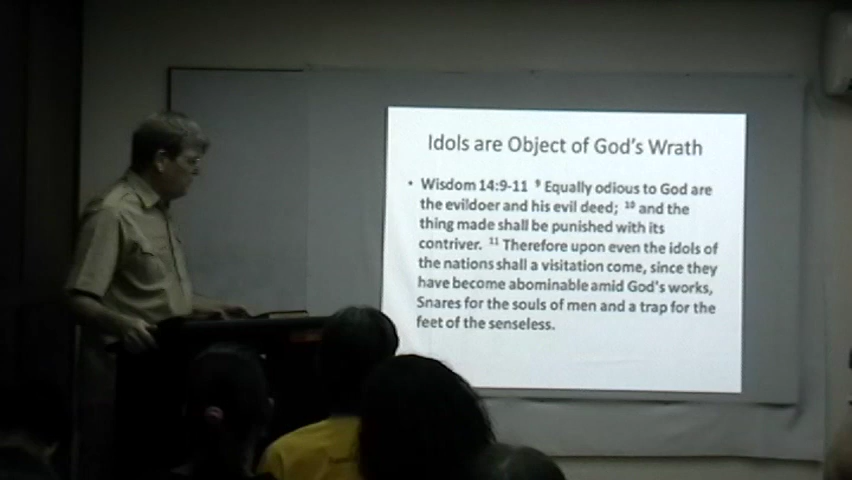 Idols are Object of God's Wrath
• Wisdom 14:9-11 ⁹ Equally odious to God are
the evildoer and his evil deed; ¹⁰ and the
thing made shall be punished with its
contriver. ¹¹ Therefore upon even the idols of
the nations shall a visitation come, since they
have become abominable amid God's works,
Snares for the souls of men and a trap for the
feet of the senseless.